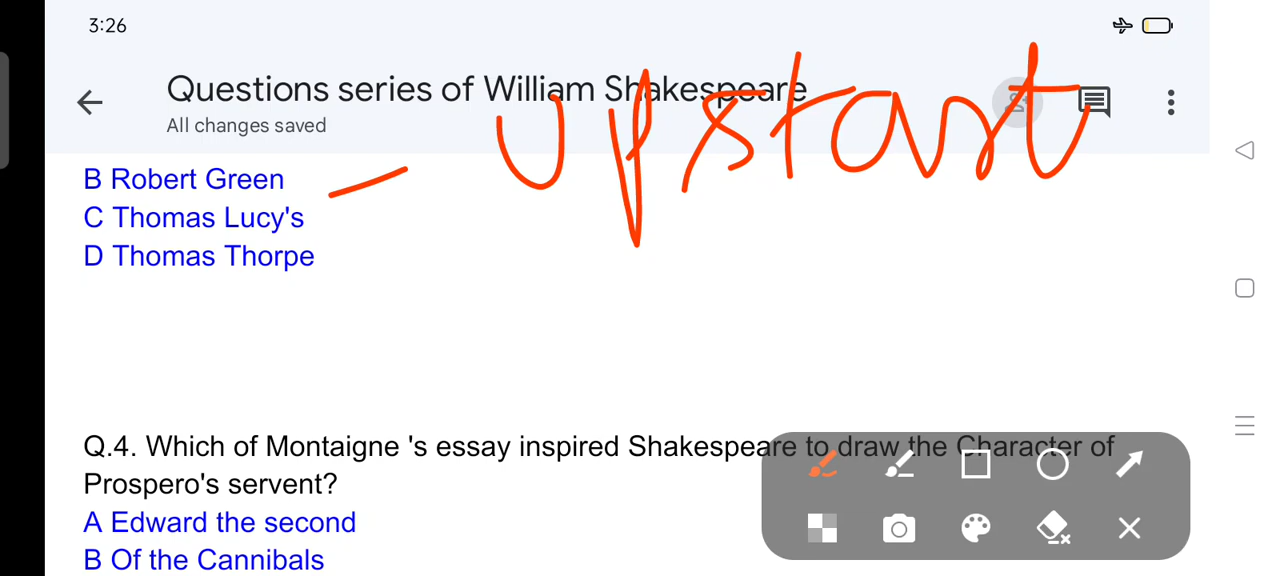 3:26
Questions series of William Shakespeare
All changes saved
upstart
B Robert Green
C Thomas Lucy's
D Thomas Thorpe
Q.4. Which of Montaigne 's essay inspired Shakespeare to draw the Character of
Prospero's servent?
A Edward the second
B Of the Cannibals